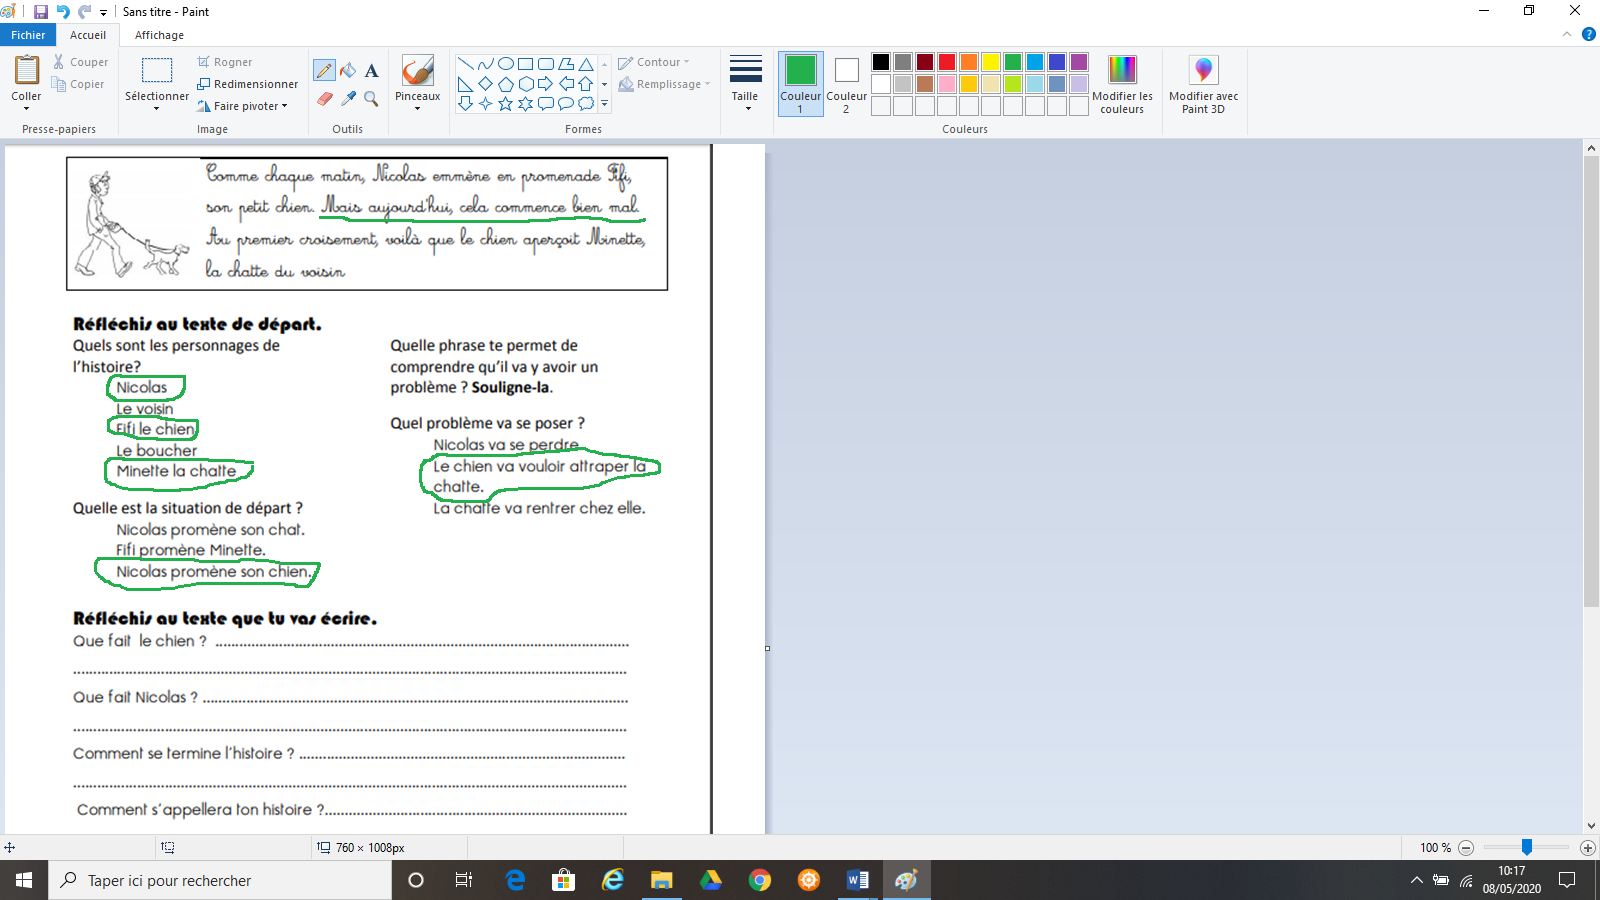 Sans titre - Paint
Fichier Accueil Affichage
Coller
Couper
Copier
Presse-papiers
Sélectionner
Rogner
Redimensionner
Faire pivoter
Image
Outils
Pinceaux
Contour
Remplissage
Formes
Taille
Couleur 1
Couleur 2
Modifier les couleurs
Couleurs
Modifier avec Paint 3D
Comme chaque matin, Nicolas emmène en promenade Fifi,
son petit chien. Mais aujourd'hui, cela commence bien mal.
Au premier croisement, voilà que le chien aperçoit Minette,
la chatte du voisin
Réfléchis au texte de départ.
Quels sont les personnages de
l'histoire?
Nicolas
Le voisin
Fifi le chien
Le boucher
Minette la chatte
Quelle est la situation de départ ?
Nicolas promène son chat.
Fifi promène Minette.
Nicolas promène son chien.
Quelle phrase te permet de
comprendre qu'il va y avoir un
problème ? Souligne-la.
Quel problème va se poser ?
Nicolas va se perdre
Le chien va vouloir attraper la
chatte.
La chatte va rentrer chez elle.
Réfléchis au texte que tu vas écrire.
Que fait le chien ?
Que fait Nicolas ?
Comment se termine l'histoire ?
Comment s'appellera ton histoire ?
760 × 1008px
100 %
Taper ici pour rechercher
10:17
08/05/2020